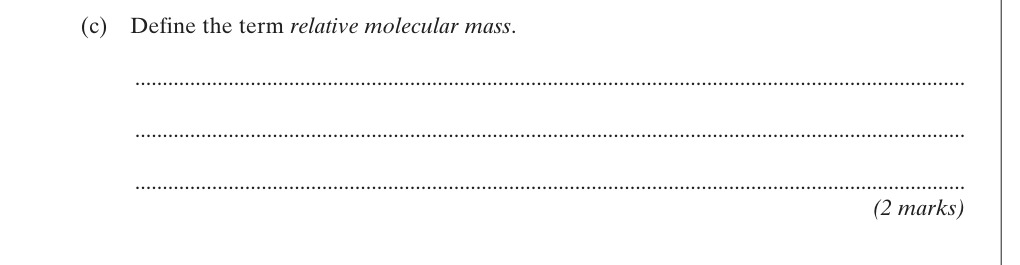 (c) Define the term relative molecular mass.
(2 marks)